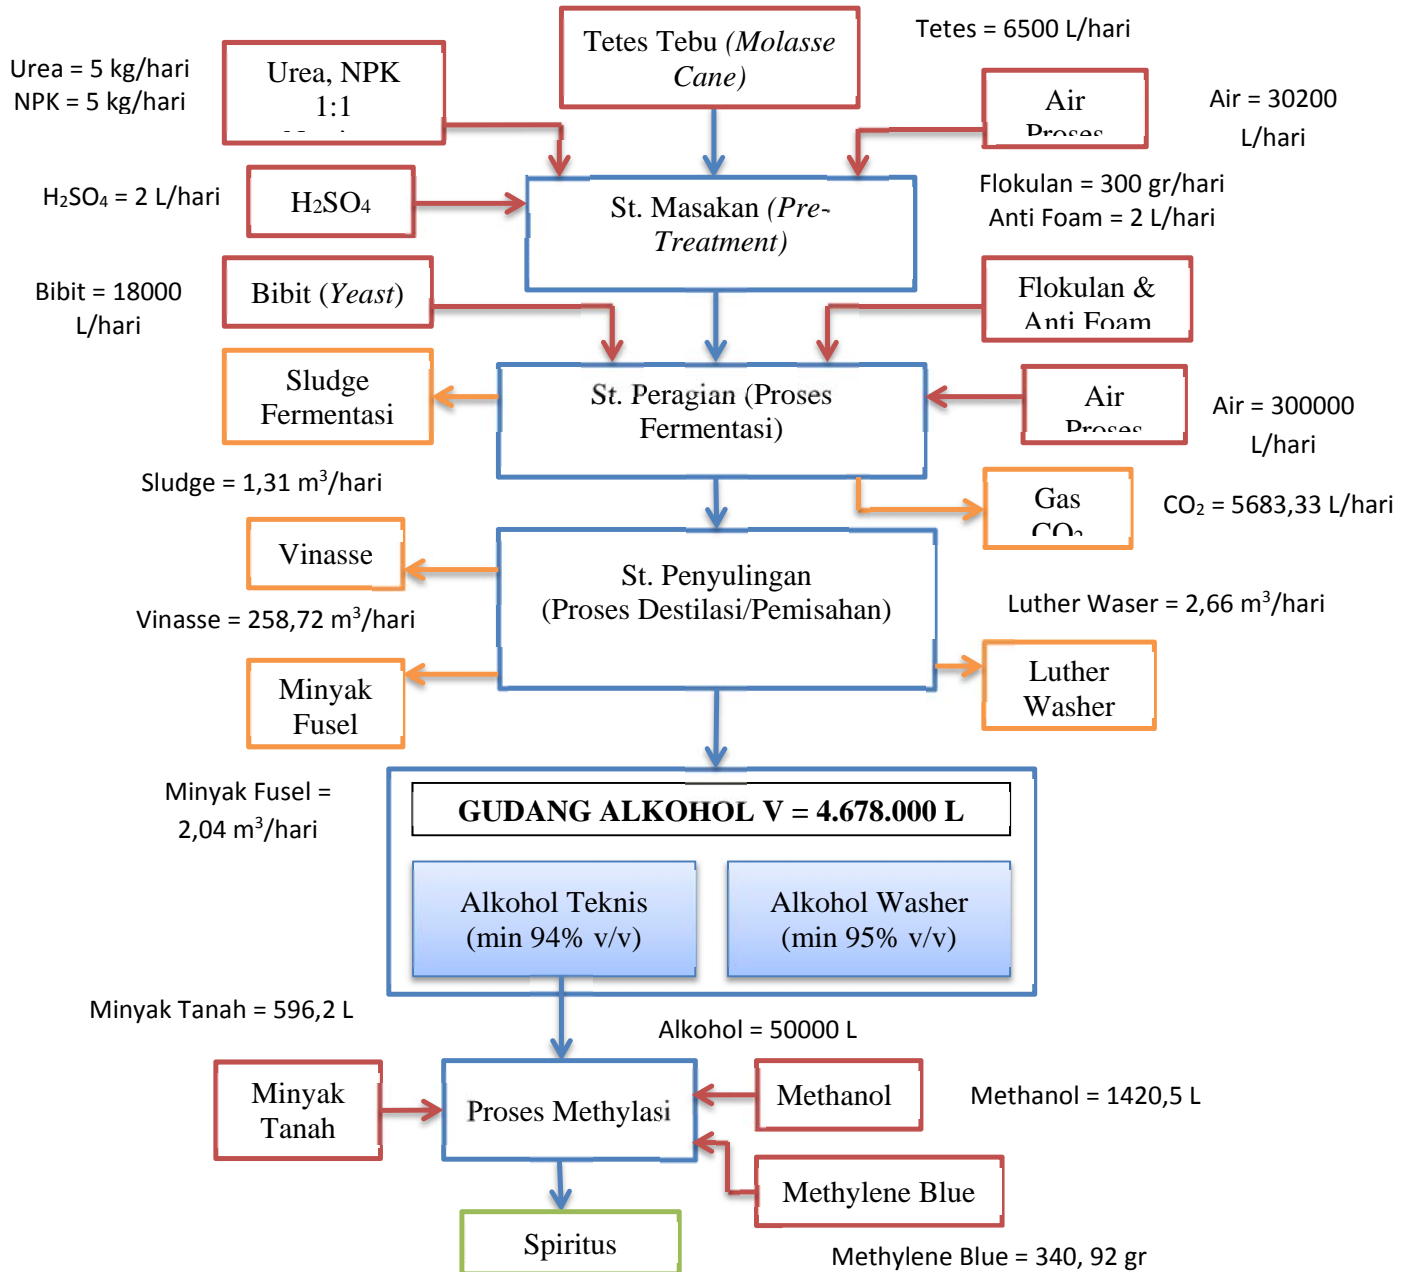 Tetes Tebu (Molasse
Cane)
Tetes = 6500 L/hari
Urea = 5 kg/hari
NPK = 5 kg/hari
Urea, NPK
1:1
Air
Proses
Air = 30200
L/hari
H₂SO₄ = 2 L/hari
H₂SO₄
St. Masakan (Pre-
Treatment)
Flokulan = 300 gr/hari
Anti Foam = 2 L/hari
Bibit = 18000
L/hari
Bibit (Yeast)
Flokulan &
Anti Foam
Sludge
Fermentasi
St. Peragian (Proses
Fermentasi)
Air
Proses
Air = 300000
L/hari
Sludge = 1,31 m³/hari
Gas
CO₂
CO₂ = 5683,33 L/hari
Vinasse
St. Penyulingan
(Proses Destilasi/Pemisahan)
Vinasse = 258,72 m³/hari
Luther Waser = 2,66 m³/hari
Minyak
Fusel
Luther
Washer
Minyak Fusel =
2,04 m³/hari
GUDANG ALKOHOL V = 4.678.000 L
Alkohol Teknis
(min 94% v/v)
Alkohol Washer
(min 95% v/v)
Minyak Tanah = 596,2 L
Alkohol = 50000 L
Minyak
Tanah
Proses Methylasi
Methanol
Methanol = 1420,5 L
Methylene Blue
Spiritus
Methylene Blue = 340, 92 gr